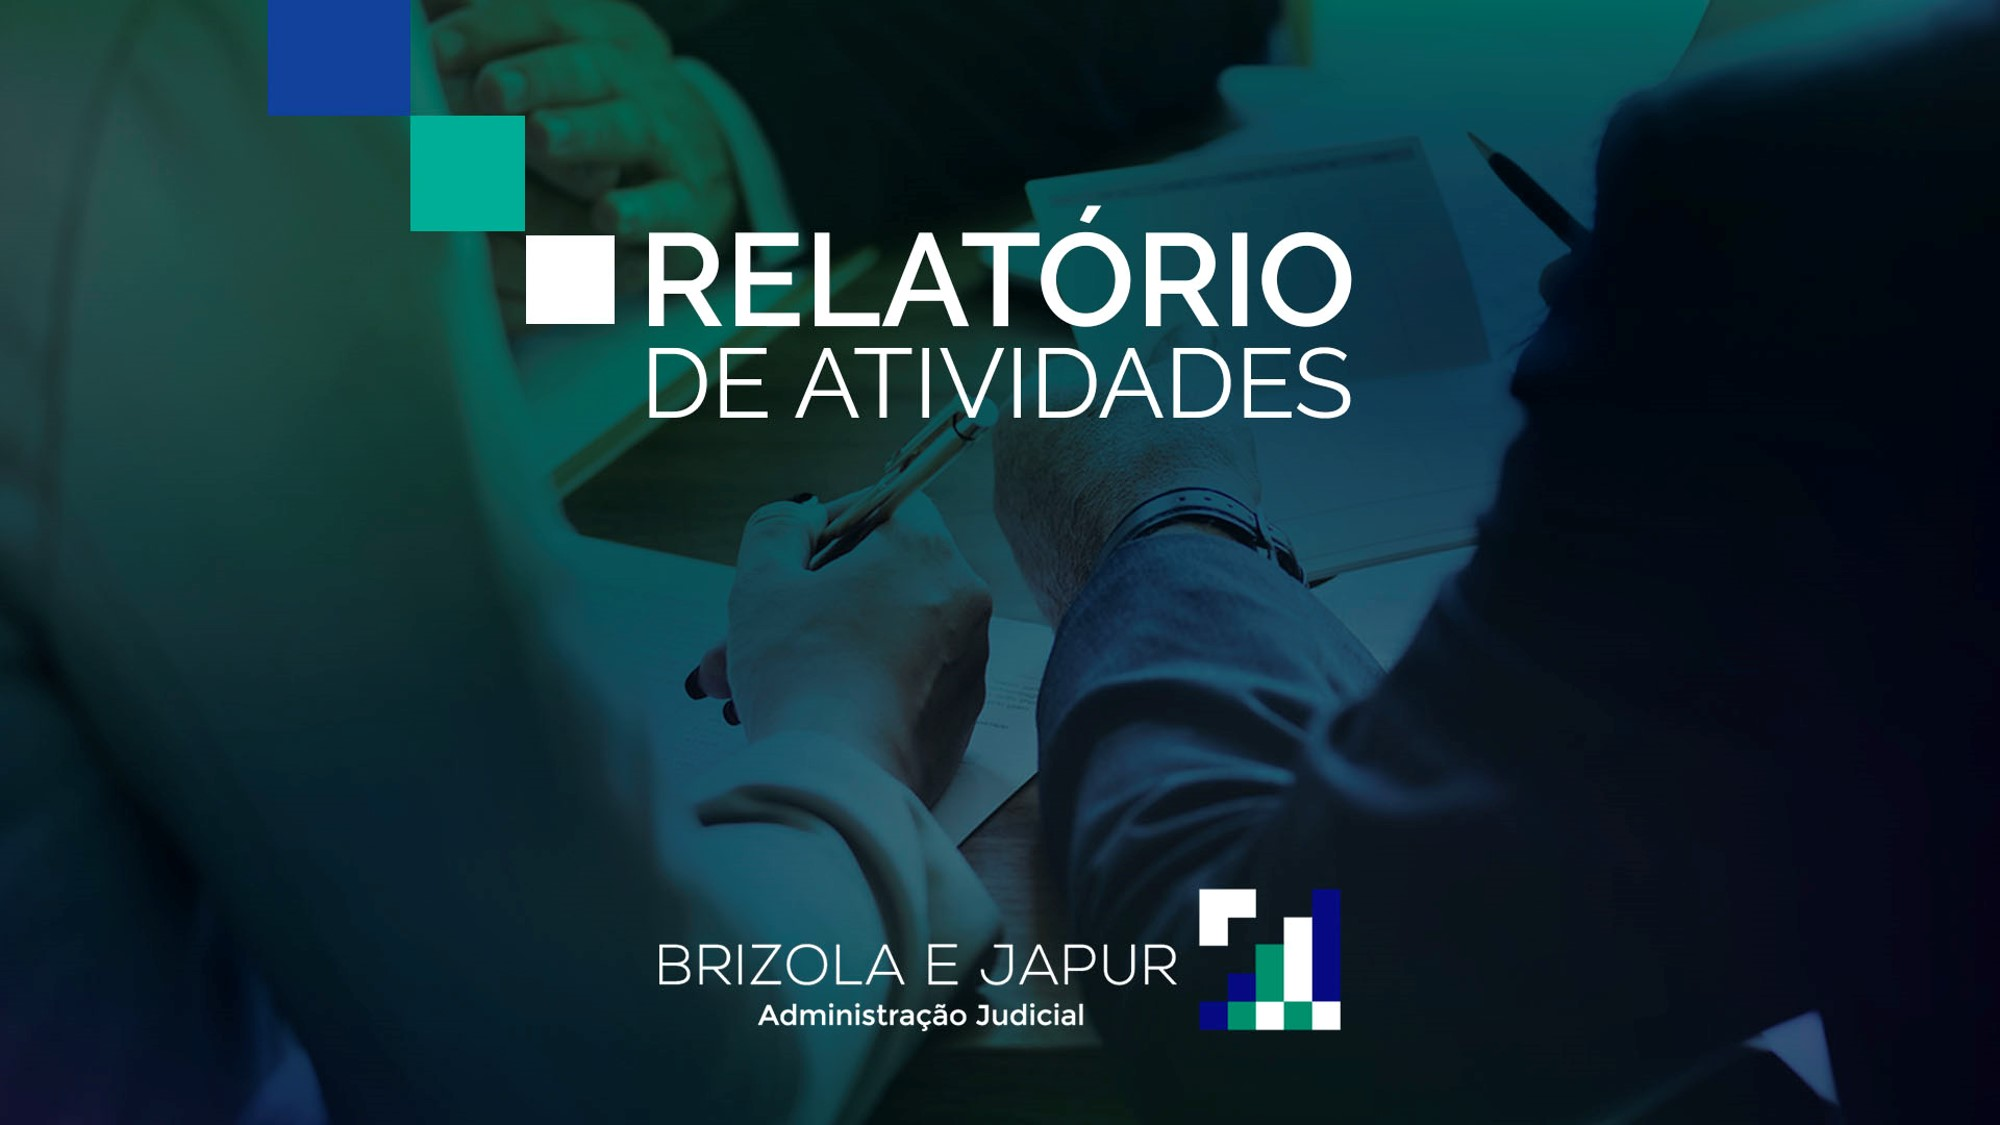 RELATÓRIO
DE ATIVIDADES
BRIZOLA E JAPUR
Administração Judicial